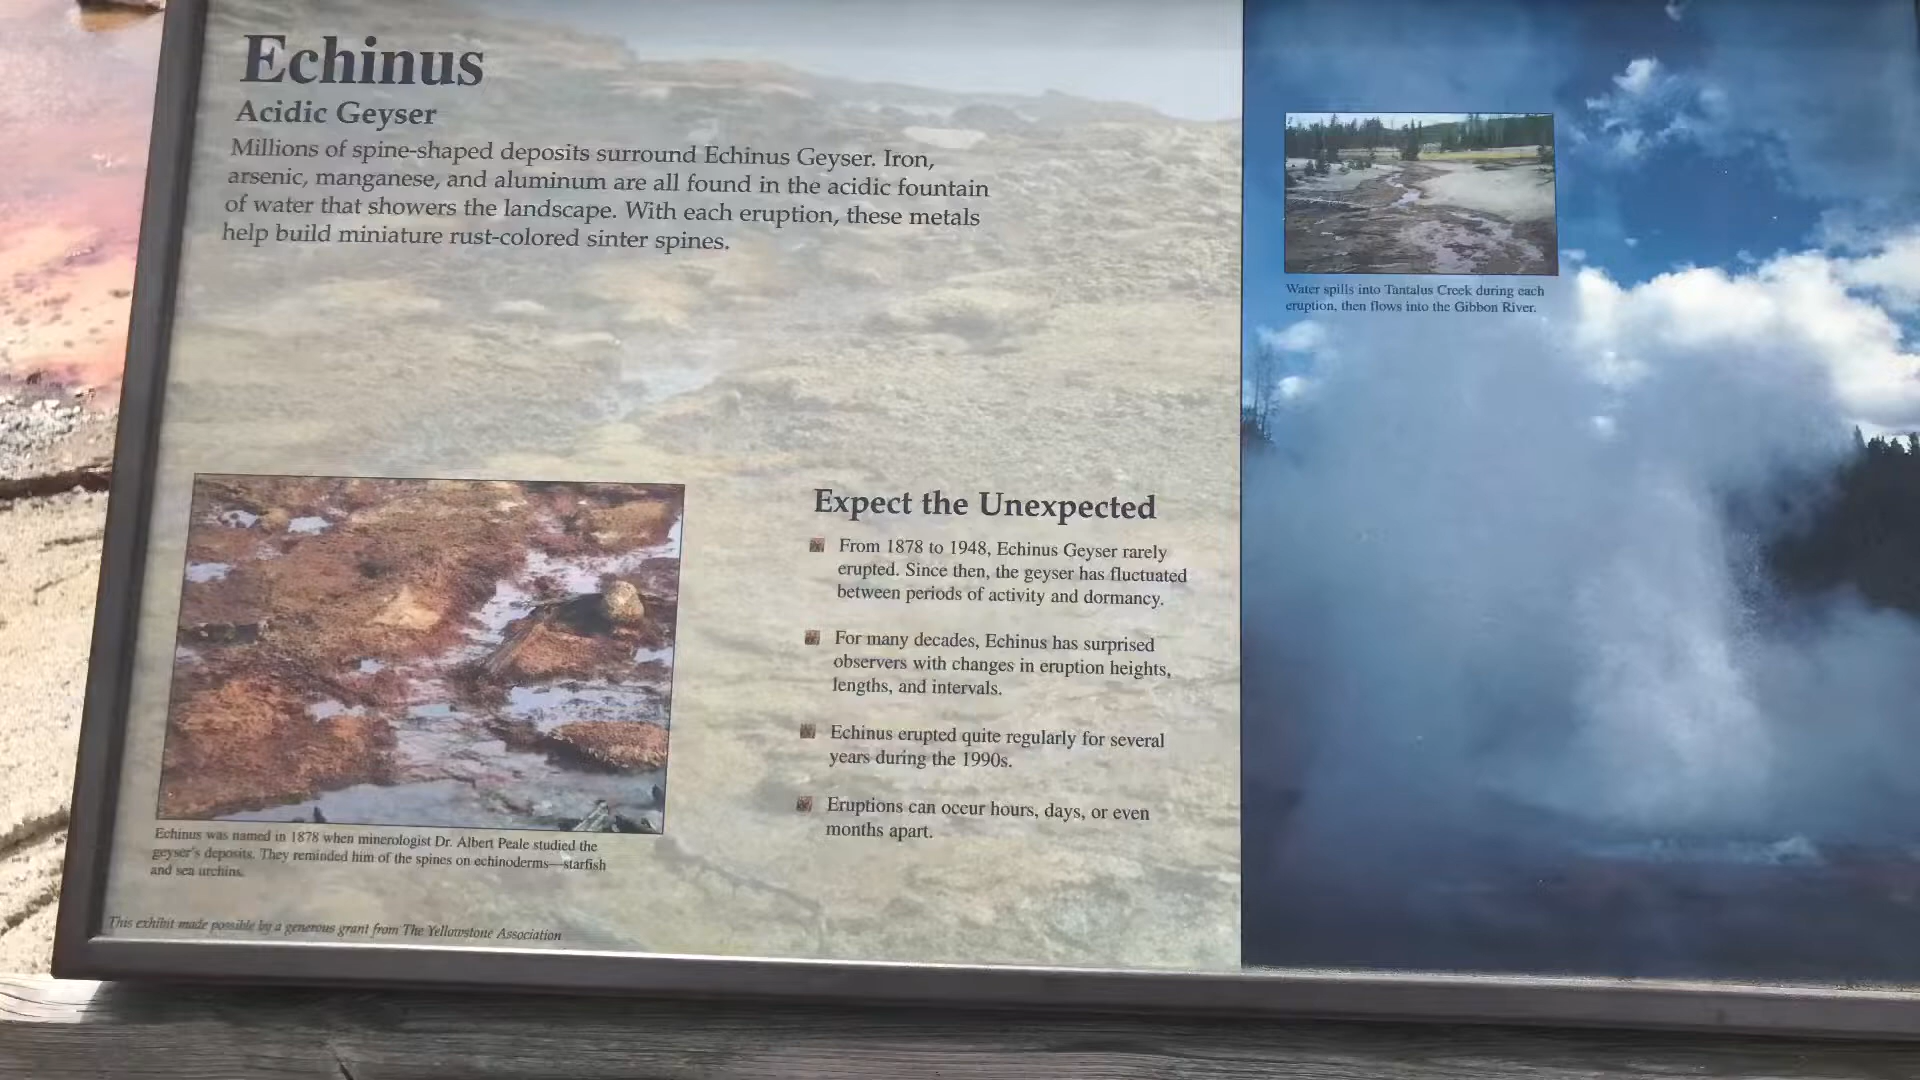 Echinus
Acidic Geyser
Millions of spine-shaped deposits surround Echinus Geyser. Iron,
arsenic, manganese, and aluminum are all found in the acidic fountain
of water that showers the landscape. With each eruption, these metals
help build miniature rust-colored sinter spines.
Water spills into Tantalus Creek during each
eruption, then flows into the Gibbon River.
Expect the Unexpected
From 1878 to 1948, Echinus Geyser rarely
erupted. Since then, the geyser has fluctuated
between periods of activity and dormancy.
For many decades, Echinus has surprised
observers with changes in eruption heights,
lengths, and intervals.
Echinus erupted quite regularly for several
years during the 1990s.
Eruptions can occur hours, days, or even
months apart.
Echinus was named in 1878 when minerologist Dr. Albert Peale studied the
geyser's deposits. They reminded him of the spines on echinoderms—starfish
and sea urchins.
This exhibit made possible by a generous grant from The Yellowstone Association